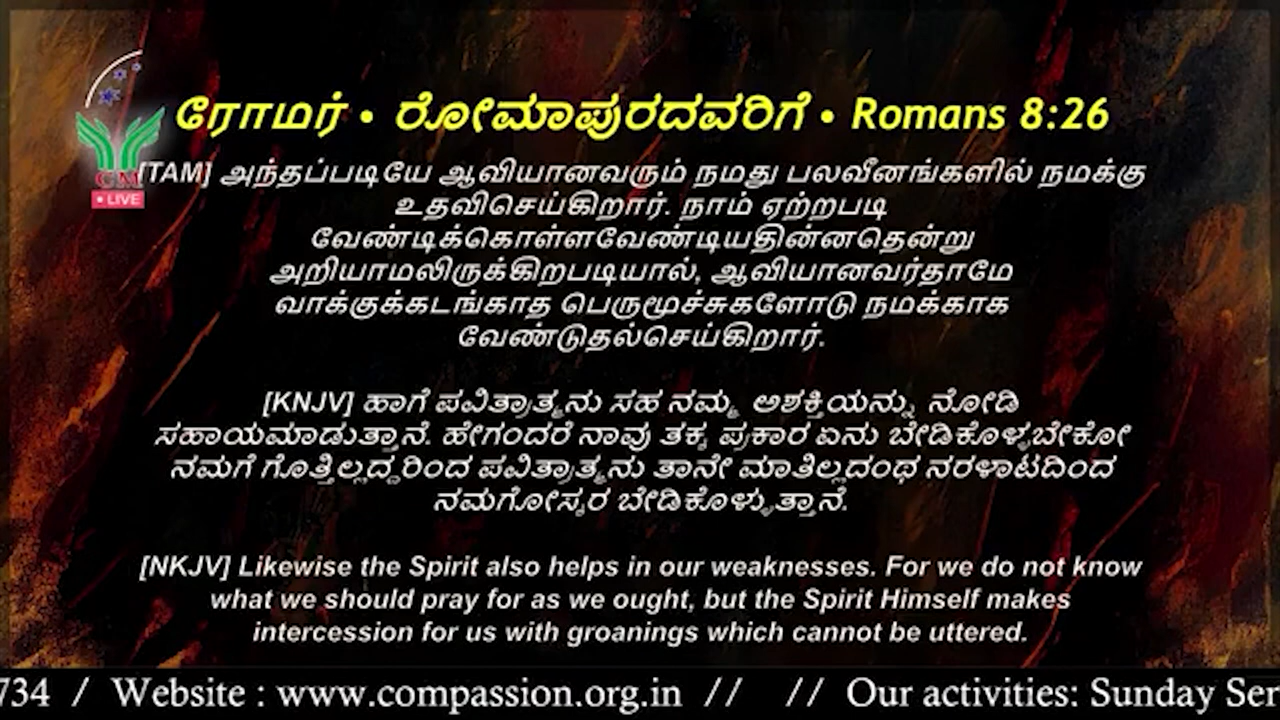 ரோமர் • ರೋಮಾಪುರದವರಿಗೆ • Romans 8:26
[TAM] அந்தப்படியே ஆவியானவரும் நமது பலவீனங்களில் நமக்கு
உதவிசெய்கிறார். நாம் ஏற்றபடி
வேண்டிக்கொள்ளவேண்டியதின்னதென்று
அறியாமலிருக்கிறபடியால், ஆவியானவர்தாமே
வாக்குக்கடங்காத பெருமூச்சுகளோடு நமக்காக
வேண்டுதல்செய்கிறார்.
GM
• LIVE
[KNJV] ಹಾಗೆ ಪವಿತ್ರಾತ್ಮನು ಸಹ ನಮ್ಮ ಅಶಕ್ತಿಯನ್ನು ನೋಡಿ
ಸಹಾಯಮಾಡುತ್ತಾನೆ. ಹೇಗಂದರೆ ನಾವು ತಕ್ಕ ಪ್ರಕಾರ ಏನು ಬೇಡಿಕೊಳ್ಳಬೇಕೋ
ನಮಗೆ ಗೊತ್ತಿಲ್ಲದ್ದರಿಂದ ಪವಿತ್ರಾತ್ಮನು ತಾನೇ ಮಾತಿಲ್ಲದಂಥ ನರಳಾಟದಿಂದ
ನಮಗೋಸ್ಕರ ಬೇಡಿಕೊಳ್ಳುತ್ತಾನೆ.
[NKJV] Likewise the Spirit also helps in our weaknesses. For we do not know
what we should pray for as we ought, but the Spirit Himself makes
intercession for us with groanings which cannot be uttered.
734 / Website : www.compassion.org.in // // Our activities: Sunday Ser